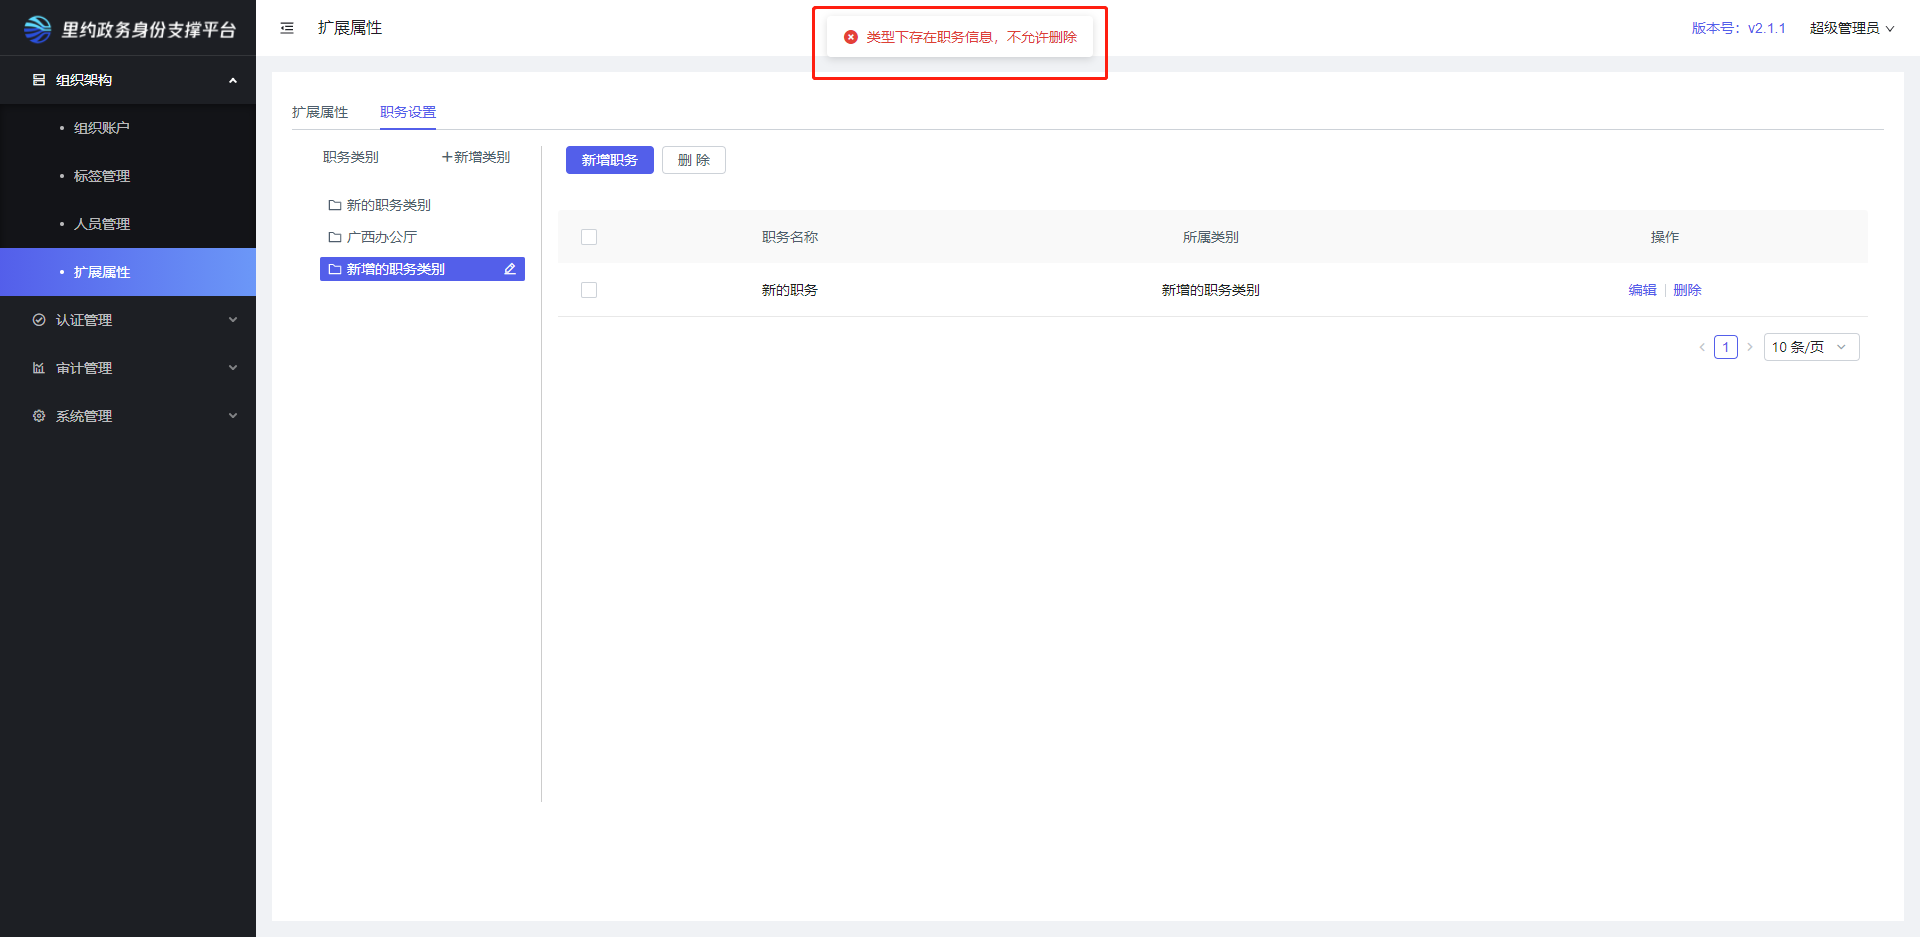 里约政务身份支撑平台
扩展属性
类型下存在职务信息，不允许删除
版本号：v2.1.1
超级管理员
组织架构
组织账户
标签管理
人员管理
扩展属性
认证管理
审计管理
系统管理
扩展属性
职务设置
职务类别
新增类别
新的职务类别
广西办公厅
新增的职务类别
新增职务
删 除
职务名称
所属类别
操作
新的职务
新增的职务类别
编辑
删除
1
10 条/页